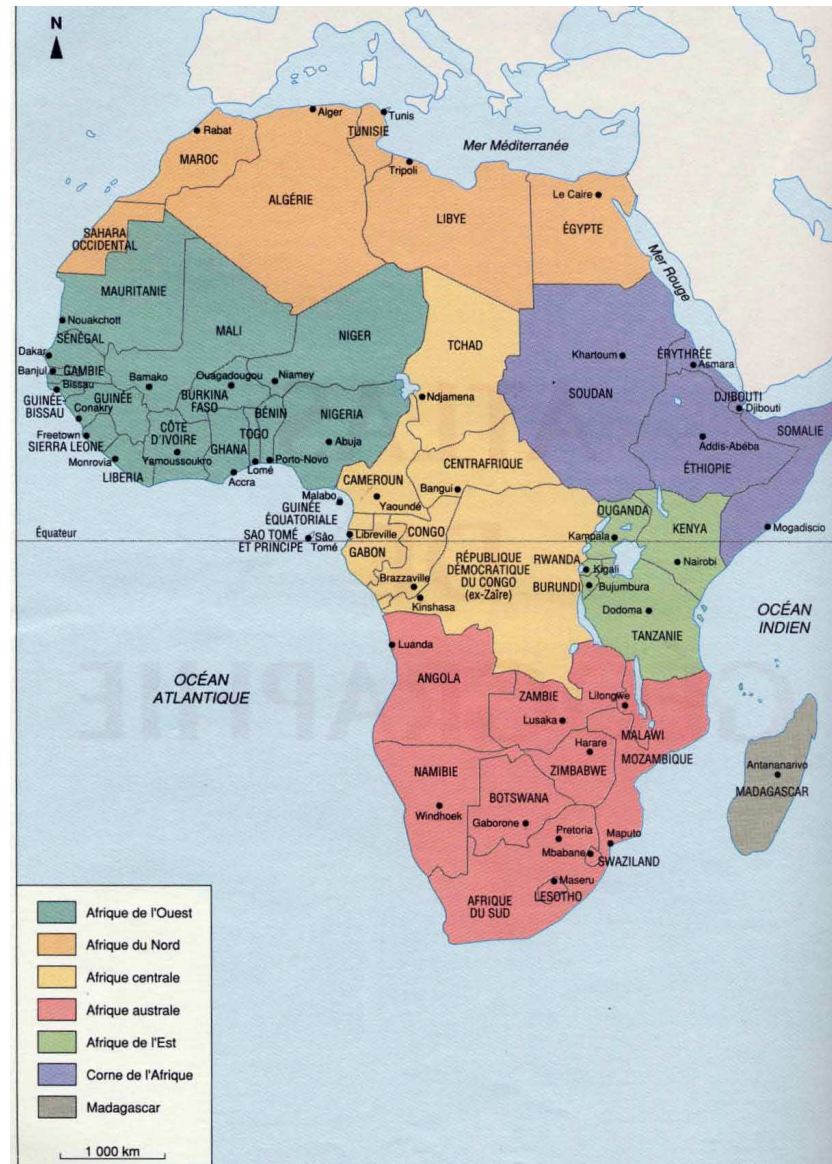 N
Alger
Tunis
Rabat
TUNISIE
Mer Méditerranée
MAROC
Tripoli
ALGÉRIE
Le Caire
LIBYE
ÉGYPTE
SAHARA
OCCIDENTAL
Mer Rouge
MAURITANIE
Nouakchott
MALI
NIGER
TCHAD
SÉNÉGAL
Khartoum
ÉRYTHRÉE
Asmara
Dakar
Banjul
GAMBIE
Bissau
Bamako
Ouagadougou
Niamey
SOUDAN
DJIBOUTI
Djibouti
GUINÉE-
BISSAU
GUINÉE
BURKINA
FASO
BÉNIN
NIGERIA
Ndjamena
SOMALIE
Conakry
CÔTE
D'IVOIRE
TOGO
GHANA
Abuja
Addis-Abéba
Freetown
SIERRA LEONE
Yamoussoukro
Porto-Novo
Lomé
CENTRAFRIQUE
ÉTHIOPIE
Monrovia
LIBERIA
Accra
CAMEROUN
Bangui
Malabo
Yaoundé
GUINÉE
ÉQUATORIALE
OUGANDA
KENYA
Mogadiscio
Équateur
SAO TOMÉ
ET PRINCIPE
São
Tomé
Libreville
CONGO
Kampala
GABON
RÉPUBLIQUE
DÉMOCRATIQUE
DU CONGO
(ex-Zaïre)
RWANDA
Kigali
Nairobi
Brazzaville
BURUNDI
Bujumbura
Kinshasa
Dodoma
OCÉAN
INDIEN
TANZANIE
Luanda
OCÉAN
ATLANTIQUE
ANGOLA
ZAMBIE
Lilongwe
Lusaka
MALAWI
Harare
MOZAMBIQUE
ZIMBABWE
NAMIBIE
Antananarivo
MADAGASCAR
BOTSWANA
Windhoek
Gaborone
Pretoria
Maputo
Mbabane
SWAZILAND
Maseru
LESOTHO
AFRIQUE
DU SUD
Afrique de l'Ouest
Afrique du Nord
Afrique centrale
Afrique australe
Afrique de l'Est
Corne de l'Afrique
Madagascar
1 000 km